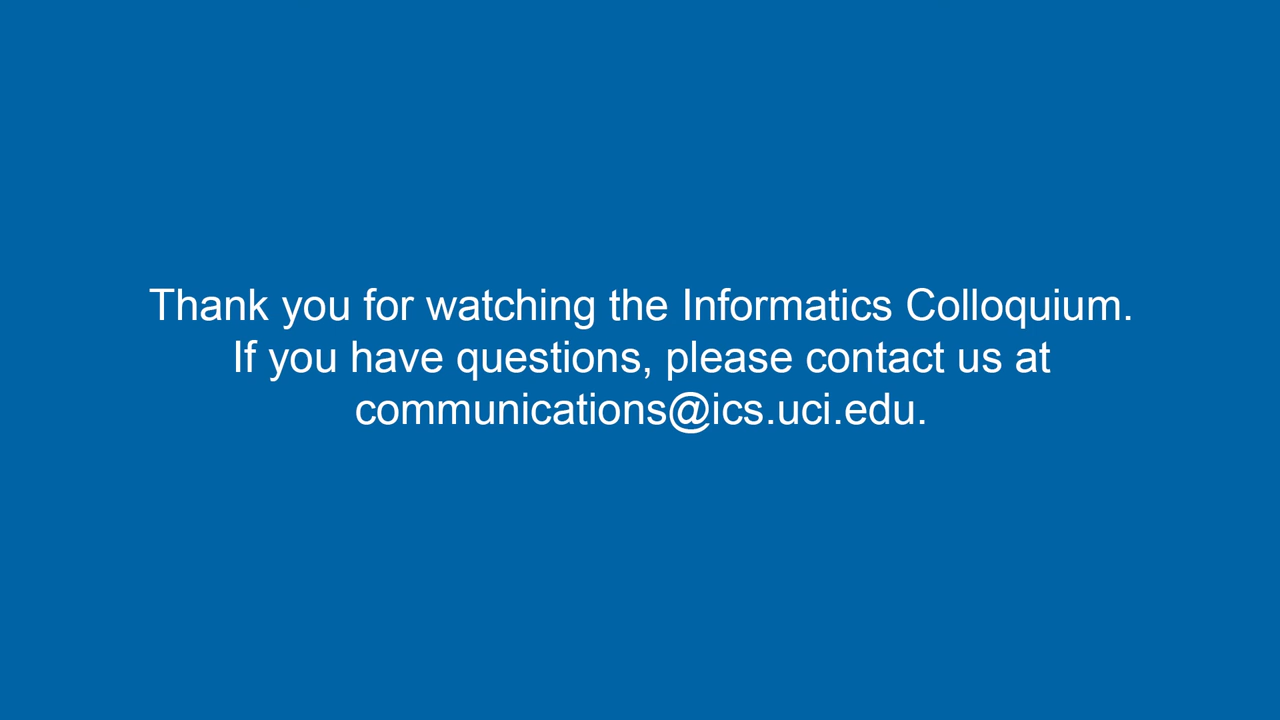 Thank you for watching the Informatics Colloquium.
If you have questions, please contact us at
communications@ics.uci.edu.